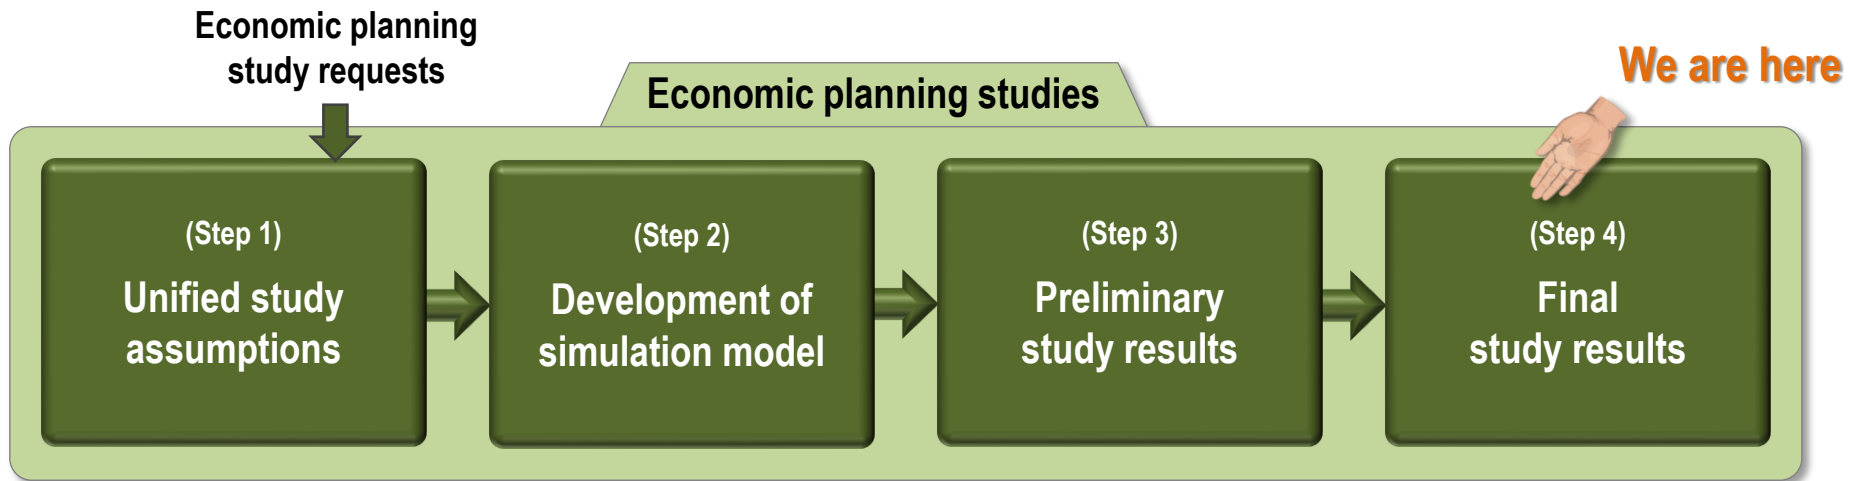 Economic planning
study requests
We are here
Economic planning studies
(Step 1)
Unified study
assumptions
(Step 2)
Development of
simulation model
(Step 3)
Preliminary
study results
(Step 4)
Final
study results